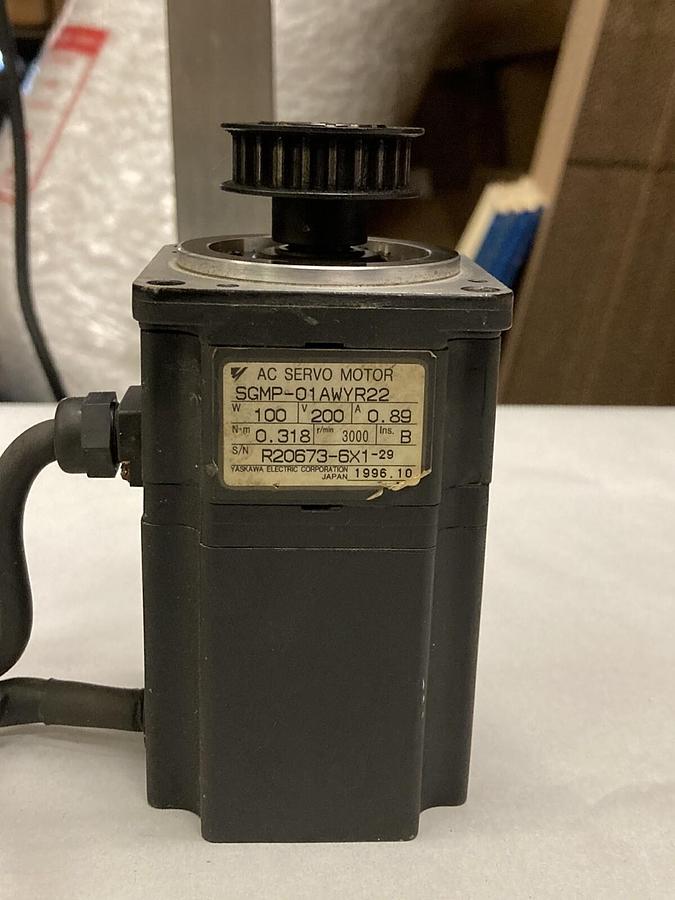 AC SERVO MOTOR
SGMP-01AWYR22
W 100 V 200 A 0.89
N·m 0.318 r/min 3000 Ins. B
S/N R20673-6X1-29
YASKAWA ELECTRIC CORPORATION
JAPAN 1996.10